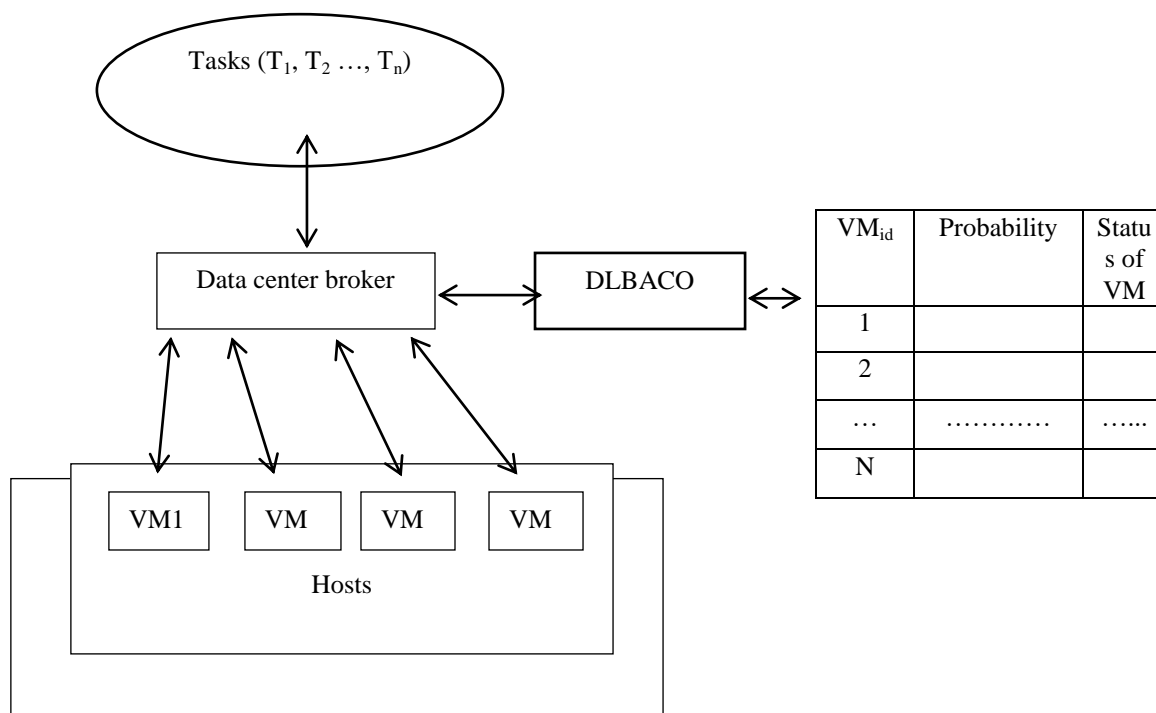 Tasks (T1, T2 …, Tn)
Data center broker
DLBACO
VMid
Probability
Statu
s of
VM
1
2
…
…………
…...
N
VM1
VM
VM
VM
Hosts